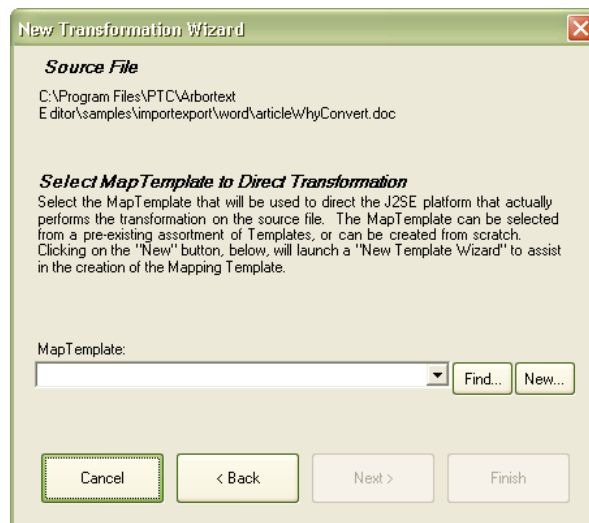 New Transformation Wizard
Source File
C:\Program Files\PTC\Arbortext
Editor\samples\importexport\word\articleWhyConvert.doc
Select MapTemplate to Direct Transformation
Select the MapTemplate that will be used to direct the J2SE platform that actually
performs the transformation on the source file. The MapTemplate can be selected
from a pre-existing assortment of Templates, or can be created from scratch.
Clicking on the "New" button, below, will launch a "New Template Wizard" to assist
in the creation of the Mapping Template.
MapTemplate:
Find... New...
Cancel < Back Next > Finish